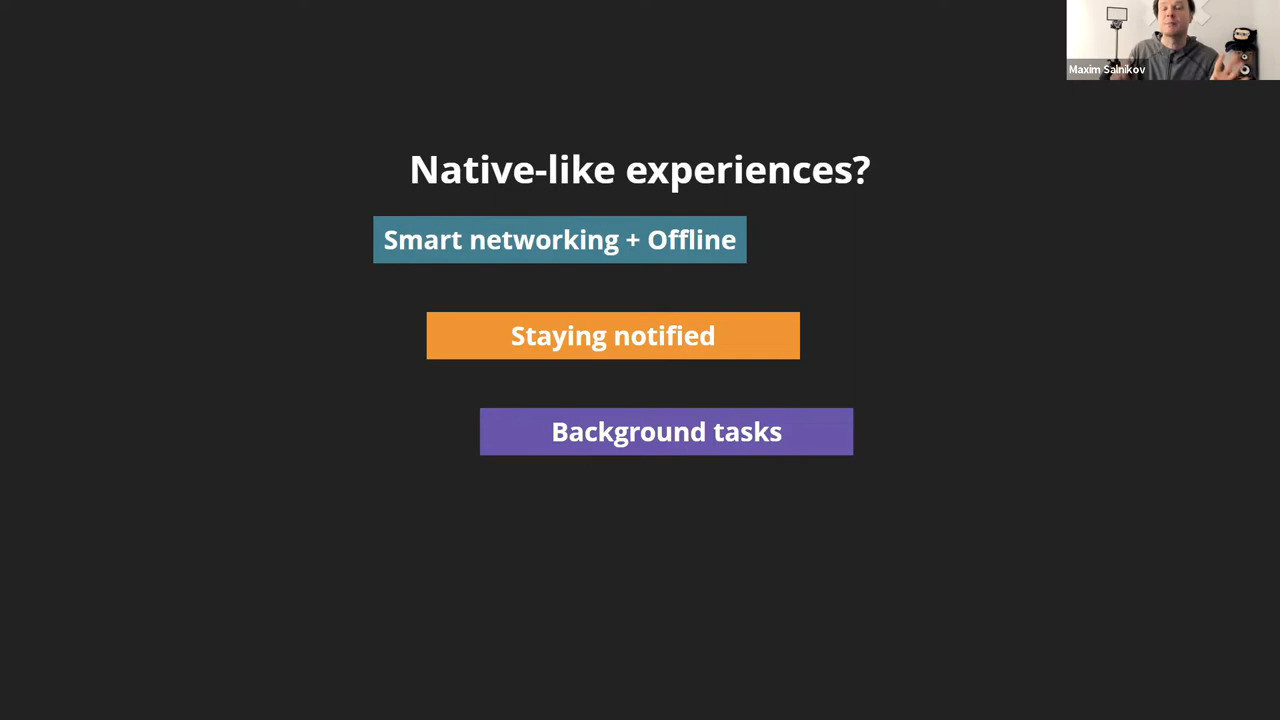 Maxim Salnikov
Native-like experiences?
Smart networking + Offline
Staying notified
Background tasks